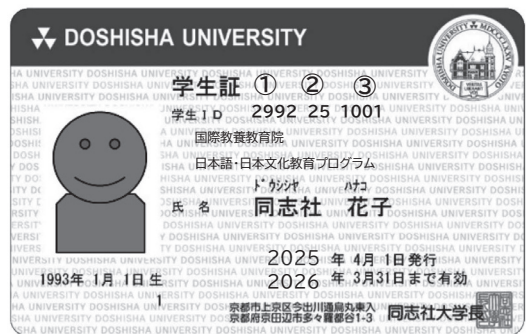 DOSHISHA UNIVERSITY
学生証 ① ② ③
学生ID 2992 25 1001
国際教養教育院
日本語・日本文化教育プログラム
ドウシシャ ハナコ
氏 名 同志社 花子
2025 年 4月 1日発行
1993年 1月 1日生 2026 年 3月31日まで有効
1
京都市上京区今出川通烏丸東入
京都府京田辺市多々羅都谷1-3 同志社大学長